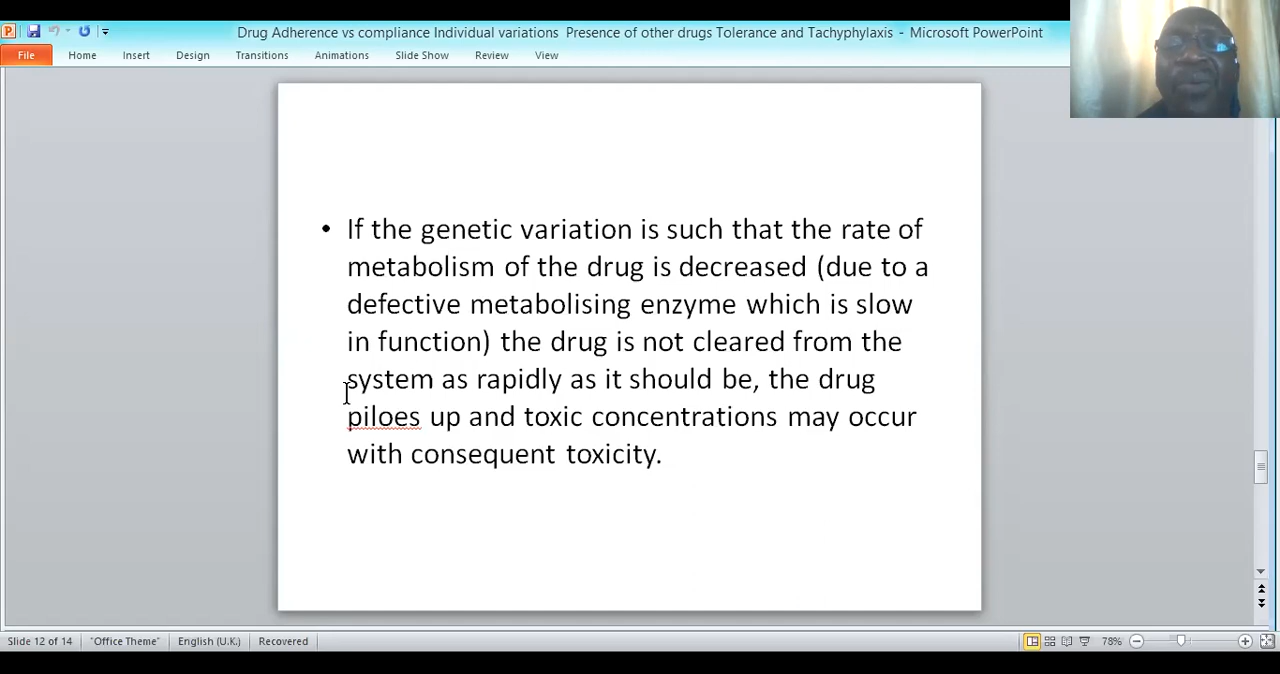 Drug Adherence vs compliance Individual variations Presence of other drugs Tolerance and Tachyphylaxis - Microsoft PowerPoint
File Home Insert Design Transitions Animations Slide Show Review View
• If the genetic variation is such that the rate of
metabolism of the drug is decreased (due to a
defective metabolising enzyme which is slow
in function) the drug is not cleared from the
system as rapidly as it should be, the drug
piloes up and toxic concentrations may occur
with consequent toxicity.
Slide 12 of 14 "Office Theme" English (U.K.) Recovered 78%